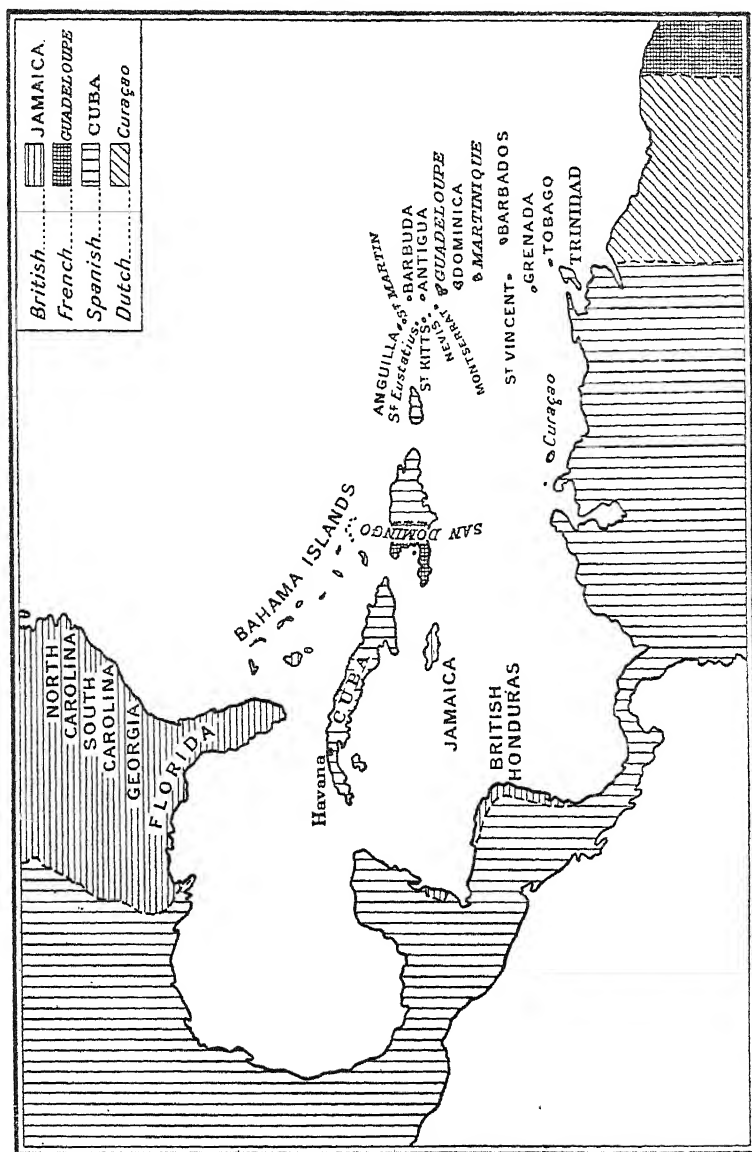 British........ JAMAICA.
French........ GUADELOUPE
Spanish........ CUBA
Dutch........ Curaçao
NORTH
CAROLINA
SOUTH
CAROLINA
GEORGIA
FLORIDA
BAHAMA ISLANDS
Havana
CUBA
SAN DOMINGO
JAMAICA
BRITISH
HONDURAS
ANGUILLA
ST MARTIN
St Eustatius
BARBUDA
ST KITTS
ANTIGUA
NEVIS
GUADELOUPE
MONTSERRAT
DOMINICA
MARTINIQUE
ST VINCENT
BARBADOS
GRENADA
TOBAGO
TRINIDAD
Curaçao